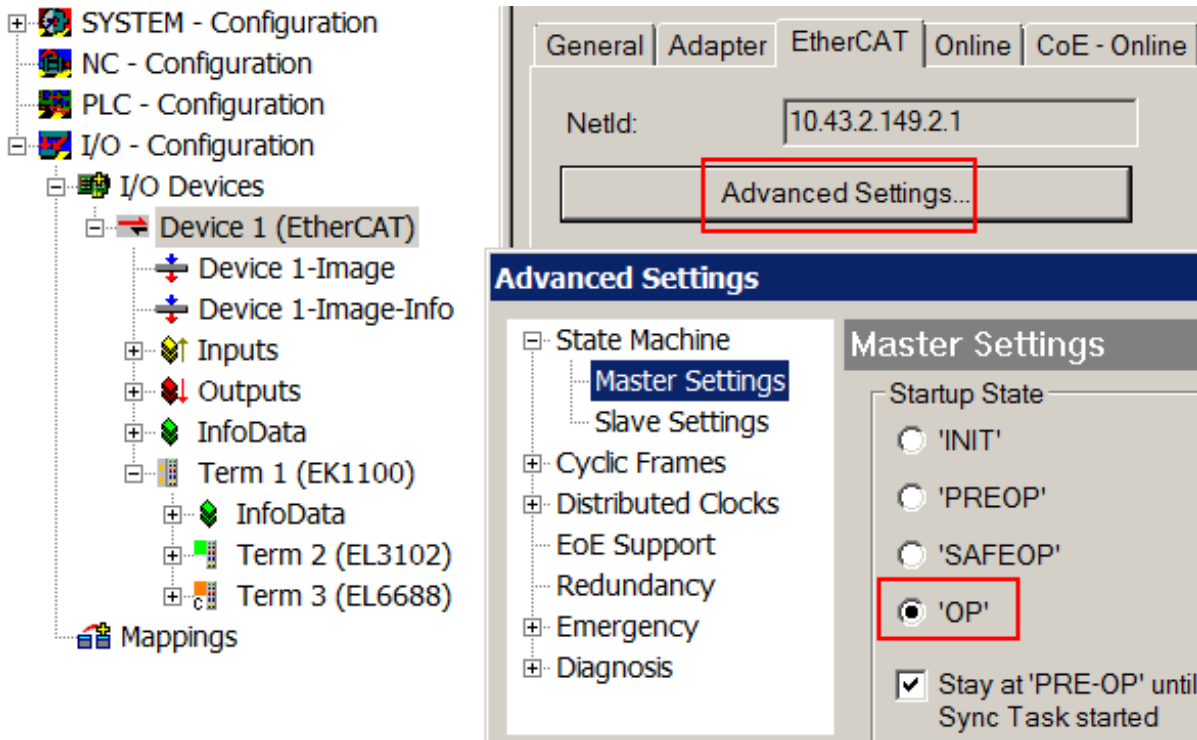 SYSTEM - Configuration
NC - Configuration
PLC - Configuration
I/O - Configuration
I/O Devices
Device 1 (EtherCAT)
Device 1-Image
Device 1-Image-Info
Inputs
Outputs
InfoData
Term 1 (EK1100)
InfoData
Term 2 (EL3102)
Term 3 (EL6688)
Mappings
General Adapter EtherCAT Online CoE - Online
NetId: 10.43.2.149.2.1
Advanced Settings...
Advanced Settings
State Machine
Master Settings
Slave Settings
Cyclic Frames
Distributed Clocks
EoE Support
Redundancy
Emergency
Diagnosis
Master Settings
Startup State
'INIT'
'PREOP'
'SAFEOP'
'OP'
Stay at 'PRE-OP' until
Sync Task started